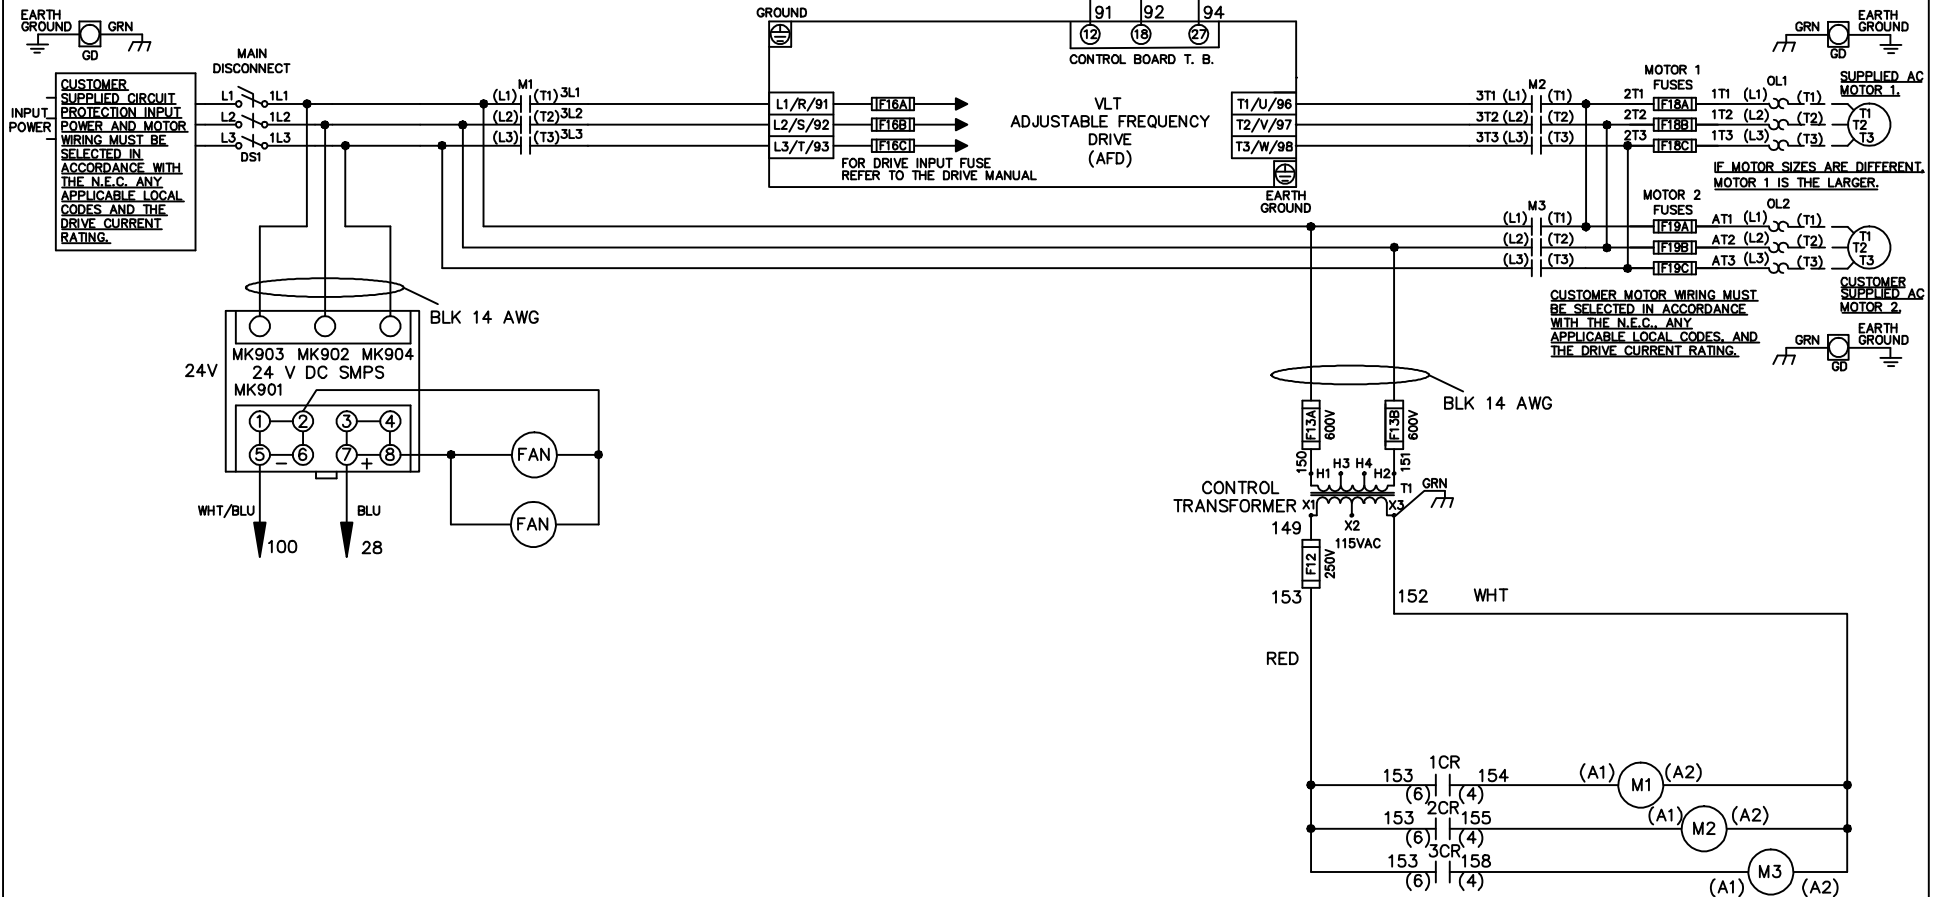 EARTH
GROUND
GRN
GD
INPUT
POWER
CUSTOMER
SUPPLIED CIRCUIT
PROTECTION INPUT
POWER AND MOTOR
WIRING MUST BE
SELECTED IN
ACCORDANCE WITH
THE N.E.C. ANY
APPLICABLE LOCAL
CODES AND THE
DRIVE CURRENT
RATING.
MAIN
DISCONNECT
L1 1L1
L2 1L2
L3 1L3
DS1
M1
(L1) (T1) 3L1
(L2) (T2) 3L2
(L3) (T3) 3L3
GROUND
91 92 94
12 18 27
CONTROL BOARD T. B.
L1/R/91 F16A
L2/S/92 F16B
L3/T/93 F16C
FOR DRIVE INPUT FUSE
REFER TO THE DRIVE MANUAL
VLT
ADJUSTABLE FREQUENCY
DRIVE
(AFD)
T1/U/96
T2/V/97
T3/W/98
EARTH
GROUND
M2
3T1 (L1) (T1)
3T2 (L2) (T2)
3T3 (L3) (T3)
MOTOR 1
FUSES
2T1 F18A 1T1 (L1) (T1)
2T2 F18B 1T2 (L2) (T2)
2T3 F18C 1T3 (L3) (T3)
OL1
GRN
GD
EARTH
GROUND
SUPPLIED AC
MOTOR 1.
T1
T2
T3
IF MOTOR SIZES ARE DIFFERENT,
MOTOR 1 IS THE LARGER.
M3
(L1) (T1)
(L2) (T2)
(L3) (T3)
MOTOR 2
FUSES
F19A AT1 (L1) (T1)
F19B AT2 (L2) (T2)
F19C AT3 (L3) (T3)
OL2
T1
T2
T3
CUSTOMER
SUPPLIED AC
MOTOR 2.
CUSTOMER MOTOR WIRING MUST
BE SELECTED IN ACCORDANCE
WITH THE N.E.C., ANY
APPLICABLE LOCAL CODES, AND
THE DRIVE CURRENT RATING.
GRN
GD
EARTH
GROUND
BLK 14 AWG
MK903 MK902 MK904
24V
24 V DC SMPS
MK901
1 2 3 4
5 − 6 7 + 8
FAN
FAN
WHT/BLU
BLU
100
28
BLK 14 AWG
F13A 600V
F13B 600V
150
151
H1 H3 H4 H2
T1
GRN
CONTROL
TRANSFORMER
X1
X2
X3
149
115VAC
F12 250V
153
152
WHT
RED
1CR
153 154
(6) (4)
(A1) M1 (A2)
2CR
153 155
(6) (4)
(A1) M2 (A2)
3CR
153 158
(6) (4)
(A1) M3 (A2)